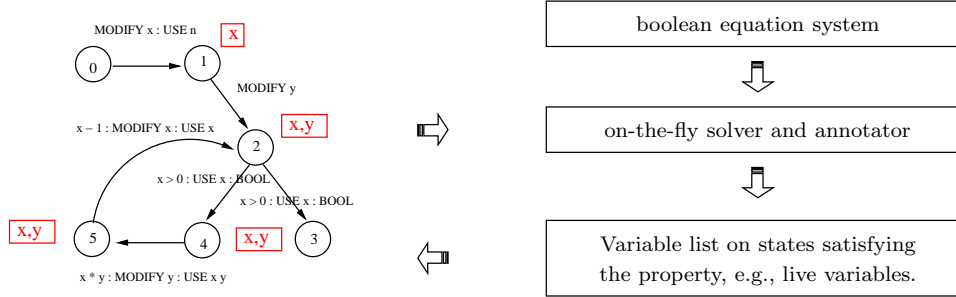 MODIFY x : USE n
x
0
1
MODIFY y
x – 1 : MODIFY x : USE x
x,y
2
x > 0 : USE x : BOOL
x > 0 : USE x : BOOL
x,y
5
4
x,y
3
x * y : MODIFY y : USE x y
boolean equation system
on-the-fly solver and annotator
Variable list on states satisfying
the property, e.g., live variables.